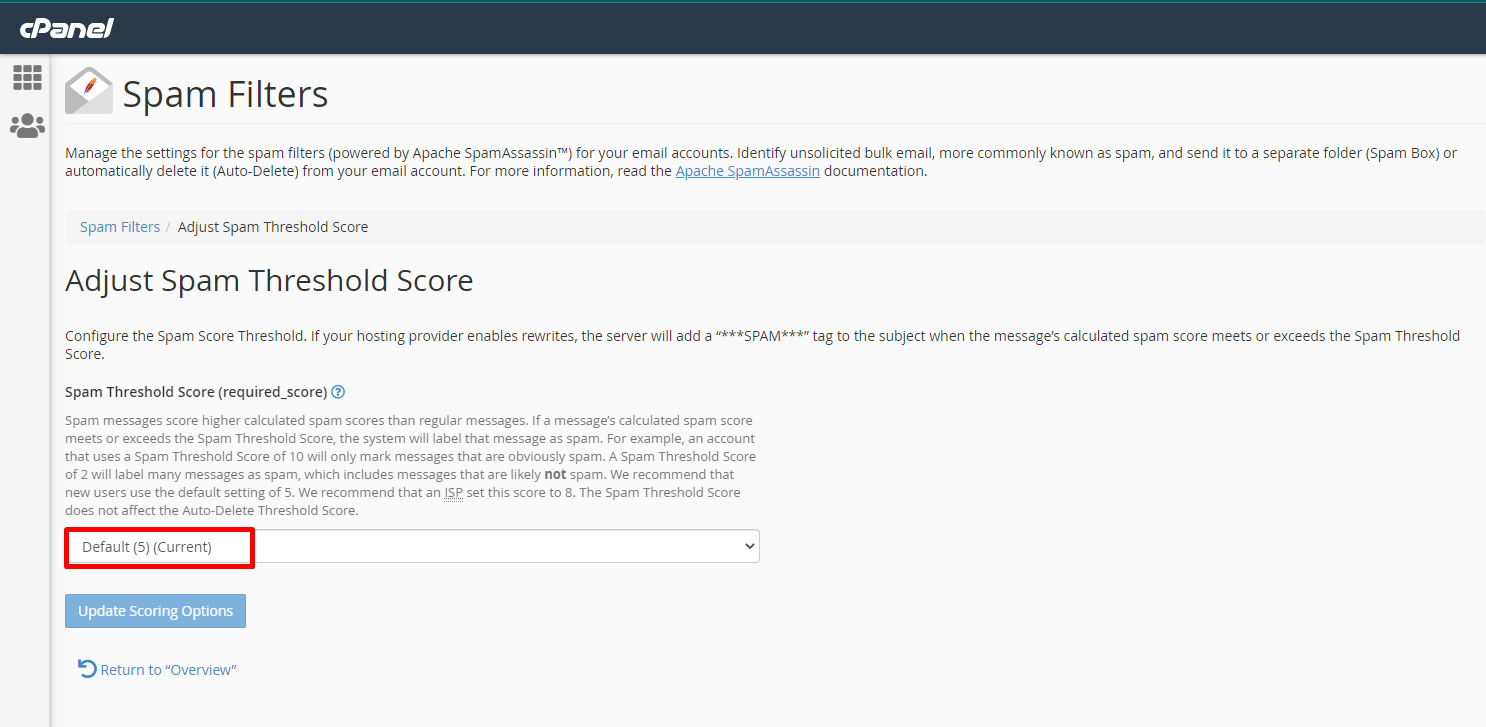 cPanel
Spam Filters
Manage the settings for the spam filters (powered by Apache SpamAssassin™) for your email accounts. Identify unsolicited bulk email, more commonly known as spam, and send it to a separate folder (Spam Box) or
automatically delete it (Auto-Delete) from your email account. For more information, read the Apache SpamAssassin documentation.
Spam Filters / Adjust Spam Threshold Score
Adjust Spam Threshold Score
Configure the Spam Score Threshold. If your hosting provider enables rewrites, the server will add a “***SPAM***” tag to the subject when the message’s calculated spam score meets or exceeds the Spam Threshold
Score.
Spam Threshold Score (required_score) ?
Spam messages score higher calculated spam scores than regular messages. If a message’s calculated spam score
meets or exceeds the Spam Threshold Score, the system will label that message as spam. For example, an account
that uses a Spam Threshold Score of 10 will only mark messages that are obviously spam. A Spam Threshold Score
of 2 will label many messages as spam, which includes messages that are likely not spam. We recommend that
new users use the default setting of 5. We recommend that an ISP set this score to 8. The Spam Threshold Score
does not affect the Auto-Delete Threshold Score.
Default (5) (Current)
Update Scoring Options
Return to “Overview”